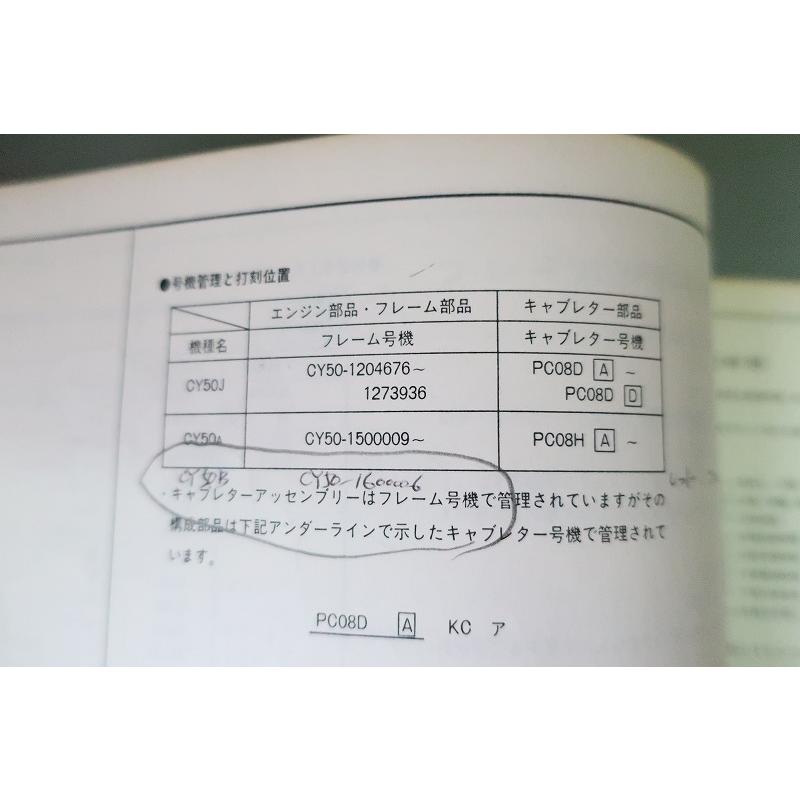 ●号機管理と打刻位置
エンジン部品・フレーム部品 キャブレター部品
機種名 フレーム号機 キャブレター号機
CY50J CY50-1204676～ PC08D A ～
1273936 PC08D D
CY50A CY50-1500009～ PC08H A ～
CY50B CY50-1600006
・キャブレターアッセンブリーはフレーム号機で管理されていますがその
構成部品は下記アンダーラインで示したキャブレター号機で管理されて
います。
PC08D A KC ア